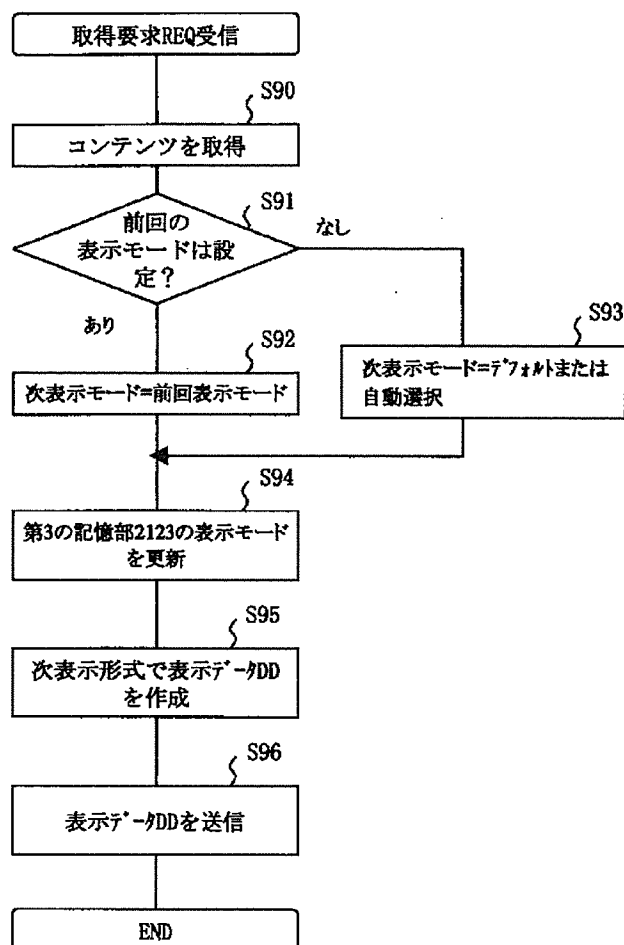 取得要求REQ受信
S90
コンテンツを取得
S91
前回の
表示モードは設
定？
なし
あり
S92
次表示モード=前回表示モード
S93
次表示モード=ﾃﾞﾌｫﾙﾄまたは
自動選択
S94
第3の記憶部2123の表示モード
を更新
S95
次表示形式で表示ﾃﾞｰﾀDD
を作成
S96
表示ﾃﾞｰﾀDDを送信
END